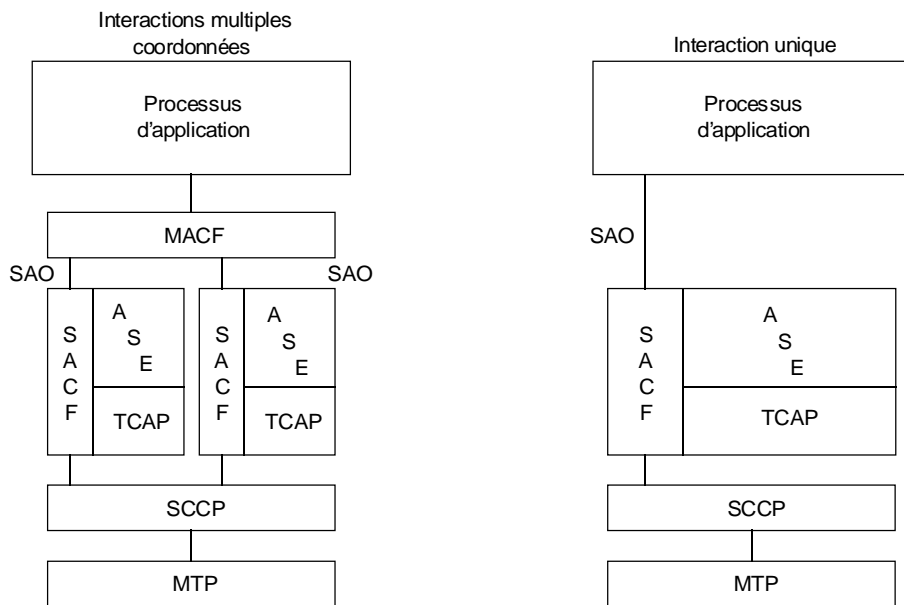 Interactions multiples
coordonnées
Processus
d'application
MACF
SAO
SAO
S
A
C
F
A
S
E
TCAP
S
A
C
F
A
S
E
TCAP
SCCP
MTP
Interaction unique
Processus
d'application
SAO
S
A
C
F
A
S
E
TCAP
SCCP
MTP